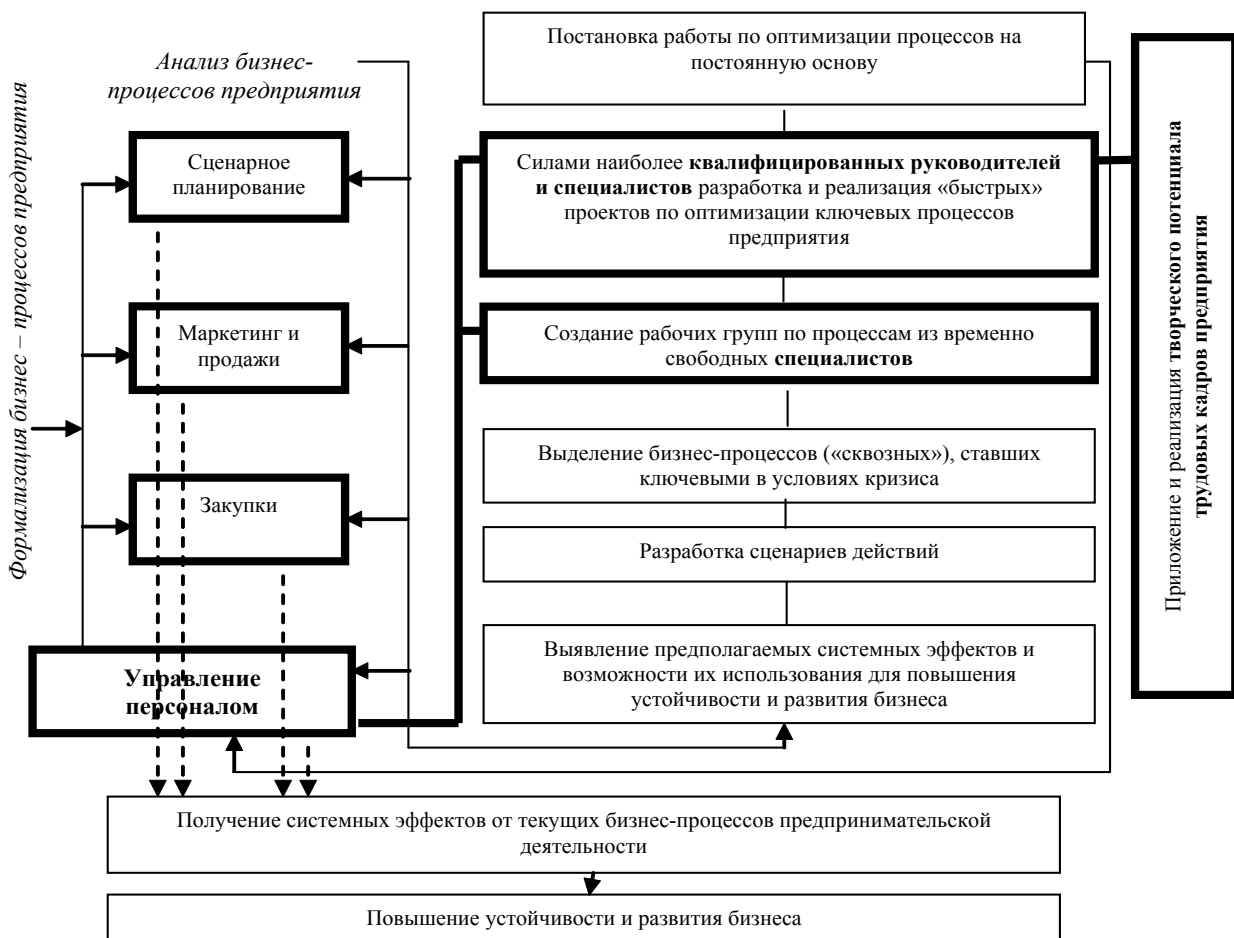 Формализация бизнес – процессов предприятия
Анализ бизнес-
процессов предприятия
Сценарное
планирование
Маркетинг и
продажи
Закупки
Управление
персоналом
Постановка работы по оптимизации процессов на
постоянную основу
Силами наиболее квалифицированных руководителей
и специалистов разработка и реализация «быстрых»
проектов по оптимизации ключевых процессов
предприятия
Создание рабочих групп по процессам из временно
свободных специалистов
Выделение бизнес-процессов («сквозных»), ставших
ключевыми в условиях кризиса
Разработка сценариев действий
Выявление предполагаемых системных эффектов и
возможности их использования для повышения
устойчивости и развития бизнеса
Приложение и реализация творческого потенциала
трудовых кадров предприятия
Получение системных эффектов от текущих бизнес-процессов предпринимательской
деятельности
Повышение устойчивости и развития бизнеса